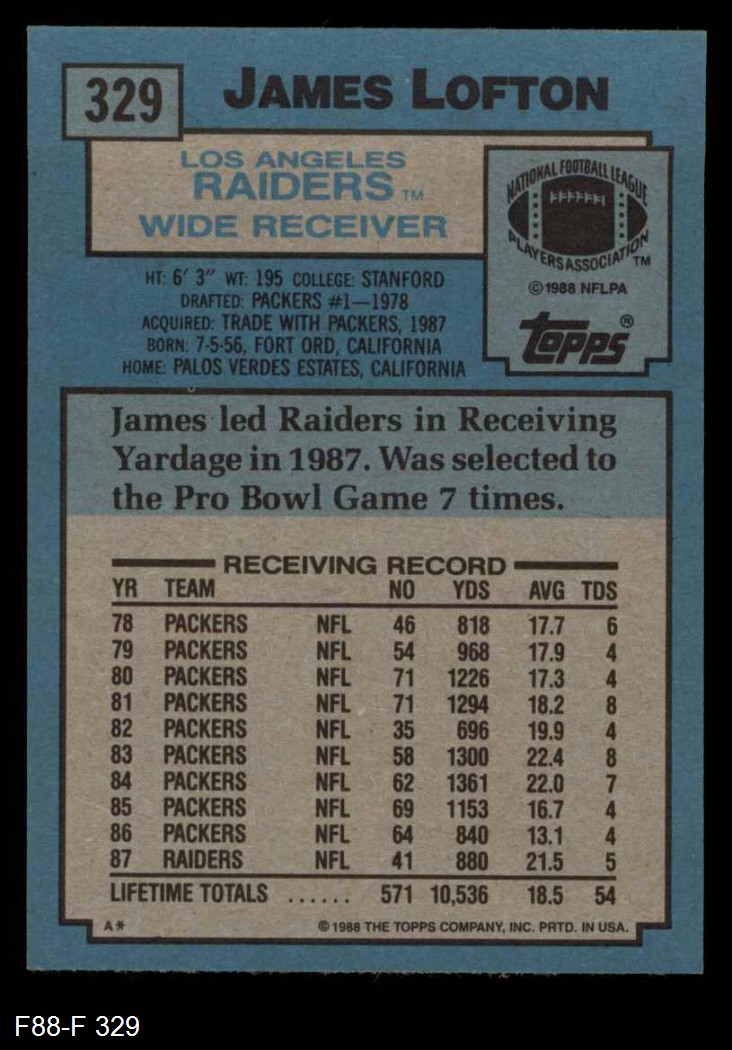 329
JAMES LOFTON
LOS ANGELES
RAIDERS™
WIDE RECEIVER
NATIONAL FOOTBALL LEAGUE
PLAYERS ASSOCIATION™
©1988 NFLPA
topps®
HT: 6′ 3″ WT: 195 COLLEGE: STANFORD
DRAFTED: PACKERS #1—1978
ACQUIRED: TRADE WITH PACKERS, 1987
BORN: 7-5-56, FORT ORD, CALIFORNIA
HOME: PALOS VERDES ESTATES, CALIFORNIA
James led Raiders in Receiving
Yardage in 1987. Was selected to
the Pro Bowl Game 7 times.
RECEIVING RECORD
YR TEAM NO YDS AVG TDS
78 PACKERS NFL 46 818 17.7 6
79 PACKERS NFL 54 968 17.9 4
80 PACKERS NFL 71 1226 17.3 4
81 PACKERS NFL 71 1294 18.2 8
82 PACKERS NFL 35 696 19.9 4
83 PACKERS NFL 58 1300 22.4 8
84 PACKERS NFL 62 1361 22.0 7
85 PACKERS NFL 69 1153 16.7 4
86 PACKERS NFL 64 840 13.1 4
87 RAIDERS NFL 41 880 21.5 5
LIFETIME TOTALS ...... 571 10,536 18.5 54
A* ©1988 THE TOPPS COMPANY, INC. PRTD. IN USA.
F88-F 329